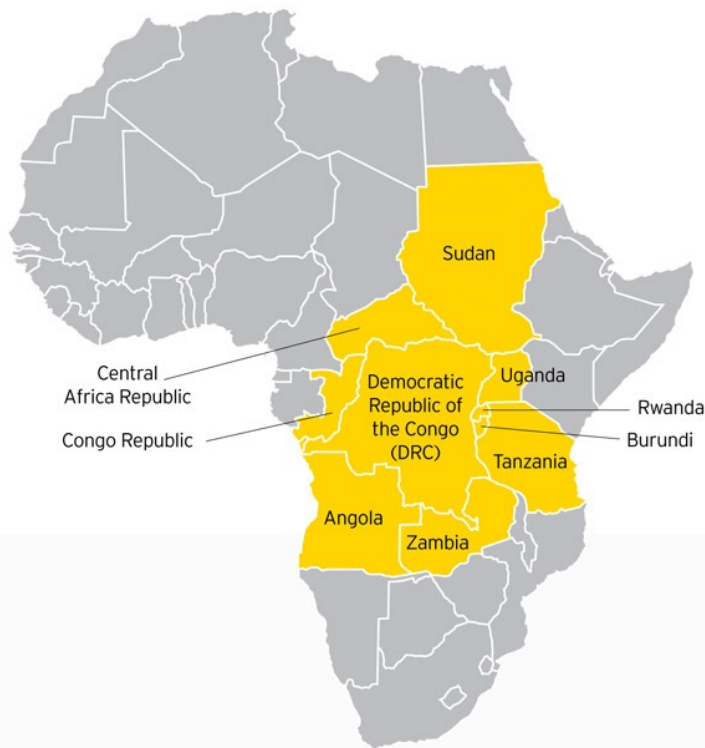 Sudan
Central
Africa Republic
Uganda
Democratic
Republic of
the Congo
(DRC)
Rwanda
Congo Republic
Burundi
Tanzania
Angola
Zambia